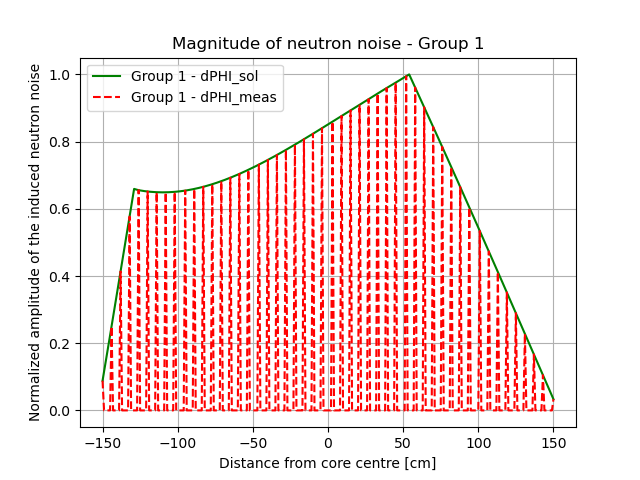 Magnitude of neutron noise - Group 1
Normalized amplitude of the induced neutron noise
1.0
0.8
0.6
0.4
0.2
0.0
Group 1 - dPHI_sol
Group 1 - dPHI_meas
−150 −100 −50 0 50 100 150
Distance from core centre [cm]